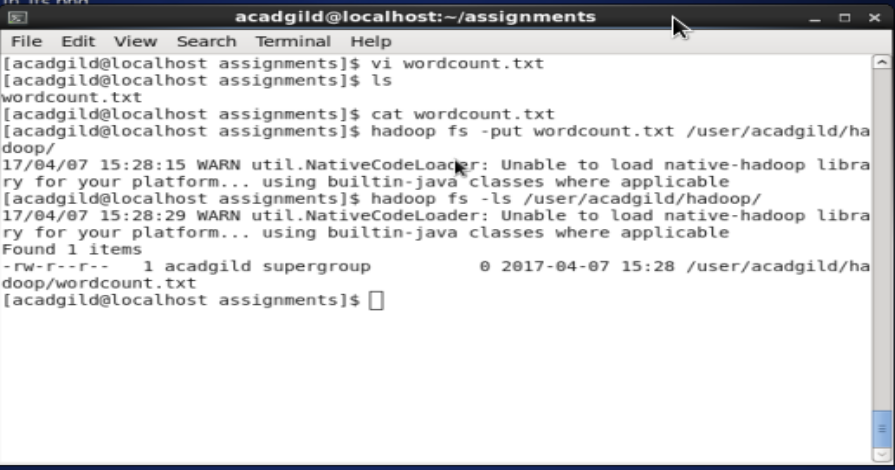 acadgild@localhost:~/assignments
File Edit View Search Terminal Help
[acadgild@localhost assignments]$ vi wordcount.txt
[acadgild@localhost assignments]$ ls
wordcount.txt
[acadgild@localhost assignments]$ cat wordcount.txt
[acadgild@localhost assignments]$ hadoop fs -put wordcount.txt /user/acadgild/ha
doop/
17/04/07 15:28:15 WARN util.NativeCodeLoader: Unable to load native-hadoop libra
ry for your platform... using builtin-java classes where applicable
[acadgild@localhost assignments]$ hadoop fs -ls /user/acadgild/hadoop/
17/04/07 15:28:29 WARN util.NativeCodeLoader: Unable to load native-hadoop libra
ry for your platform... using builtin-java classes where applicable
Found 1 items
-rw-r--r--   1 acadgild supergroup          0 2017-04-07 15:28 /user/acadgild/ha
doop/wordcount.txt
[acadgild@localhost assignments]$